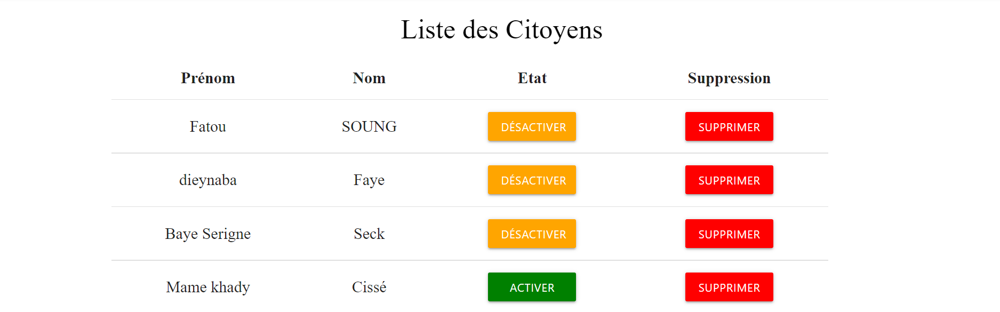 Liste des Citoyens
Prénom Nom Etat Suppression
Fatou SOUNG DÉSACTIVER SUPPRIMER
dieynaba Faye DÉSACTIVER SUPPRIMER
Baye Serigne Seck DÉSACTIVER SUPPRIMER
Mame khady Cissé ACTIVER SUPPRIMER